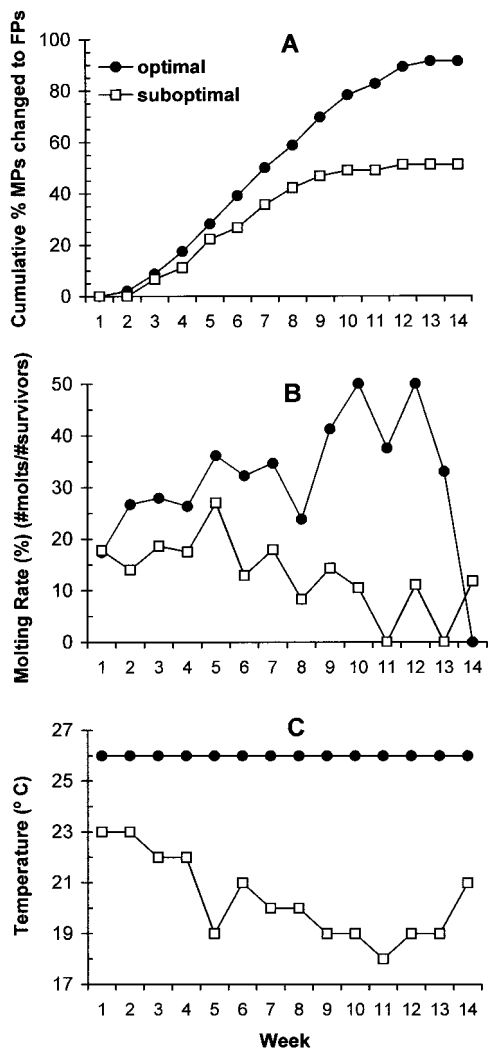 A
Cumulative % MPs changed to FPs
100
80
60
40
20
0
optimal
suboptimal
1 2 3 4 5 6 7 8 9 10 11 12 13 14
B
Molting Rate (%) (#molts/#survivors)
50
40
30
20
10
0
1 2 3 4 5 6 7 8 9 10 11 12 13 14
C
Temperature (º C)
27
25
23
21
19
17
1 2 3 4 5 6 7 8 9 10 11 12 13 14
Week